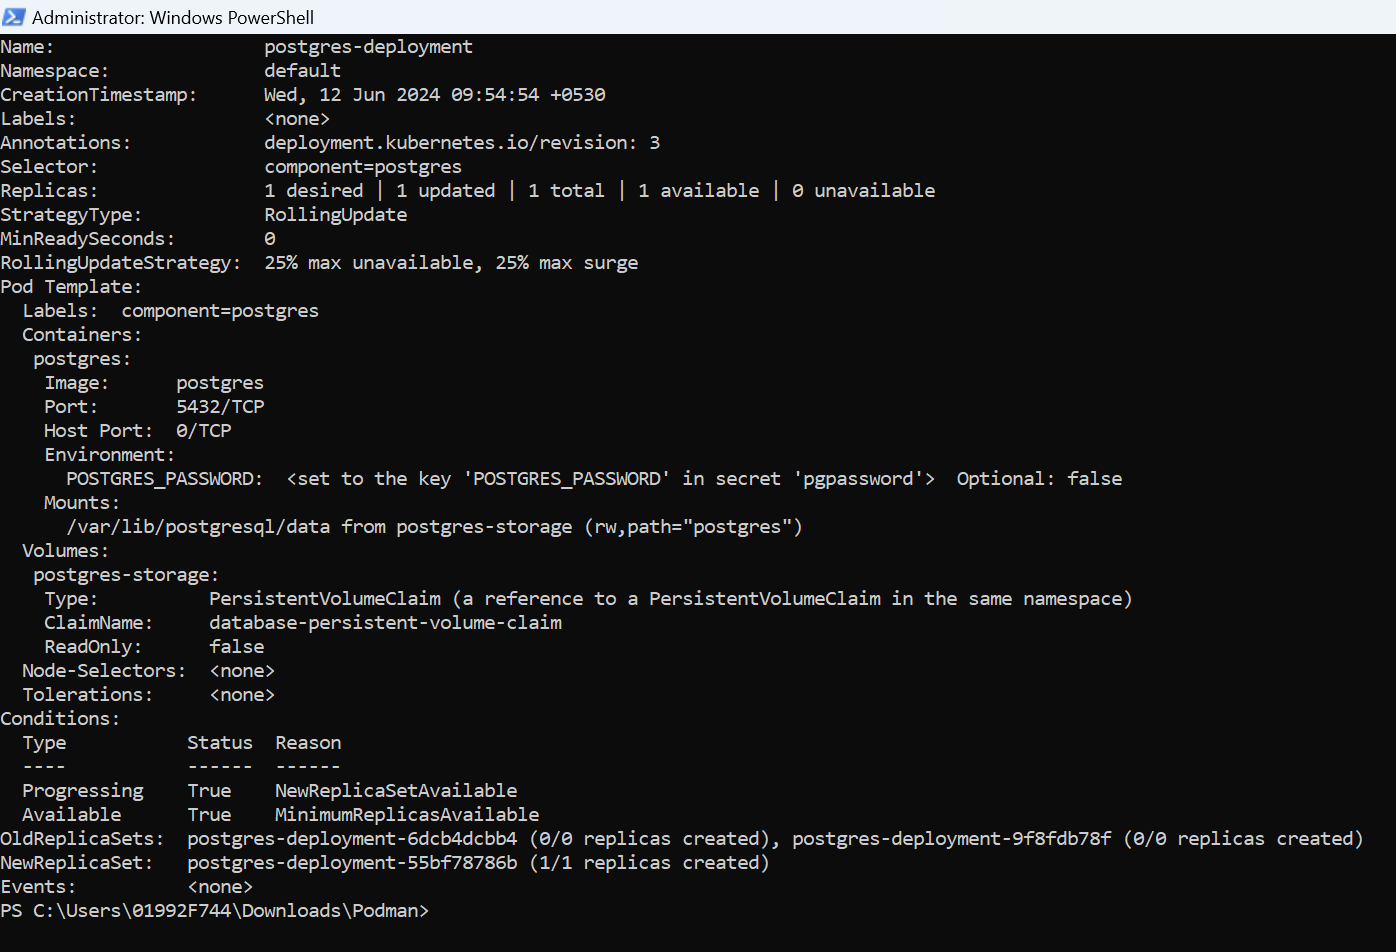 Administrator: Windows PowerShell
Name:                   postgres-deployment
Namespace:              default
CreationTimestamp:      Wed, 12 Jun 2024 09:54:54 +0530
Labels:                 <none>
Annotations:            deployment.kubernetes.io/revision: 3
Selector:               component=postgres
Replicas:               1 desired | 1 updated | 1 total | 1 available | 0 unavailable
StrategyType:           RollingUpdate
MinReadySeconds:        0
RollingUpdateStrategy:  25% max unavailable, 25% max surge
Pod Template:
  Labels:  component=postgres
  Containers:
   postgres:
    Image:      postgres
    Port:       5432/TCP
    Host Port:  0/TCP
    Environment:
      POSTGRES_PASSWORD:  <set to the key 'POSTGRES_PASSWORD' in secret 'pgpassword'>  Optional: false
    Mounts:
      /var/lib/postgresql/data from postgres-storage (rw,path="postgres")
  Volumes:
   postgres-storage:
    Type:          PersistentVolumeClaim (a reference to a PersistentVolumeClaim in the same namespace)
    ClaimName:     database-persistent-volume-claim
    ReadOnly:      false
  Node-Selectors:  <none>
  Tolerations:     <none>
Conditions:
  Type           Status  Reason
  ----           ------  ------
  Progressing    True    NewReplicaSetAvailable
  Available      True    MinimumReplicasAvailable
OldReplicaSets:  postgres-deployment-6dcb4dcbb4 (0/0 replicas created), postgres-deployment-9f8fdb78f (0/0 replicas created)
NewReplicaSet:   postgres-deployment-55bf78786b (1/1 replicas created)
Events:          <none>
PS C:\Users\01992F744\Downloads\Podman>